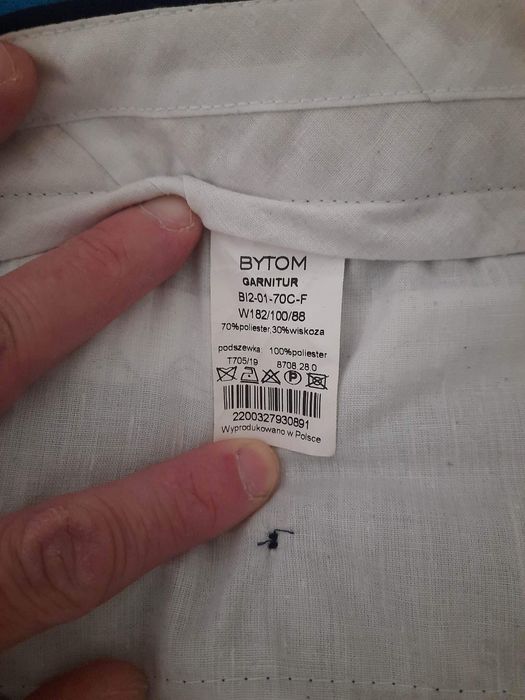 BYTOM
GARNITUR
BI2-01-70C-F
W182/100/88
70%poliester,30%wiskoza
podszewka: 100%poliester
T705/19 8708 28.0
P
2200327930891
Wyprodukowano w Polsce